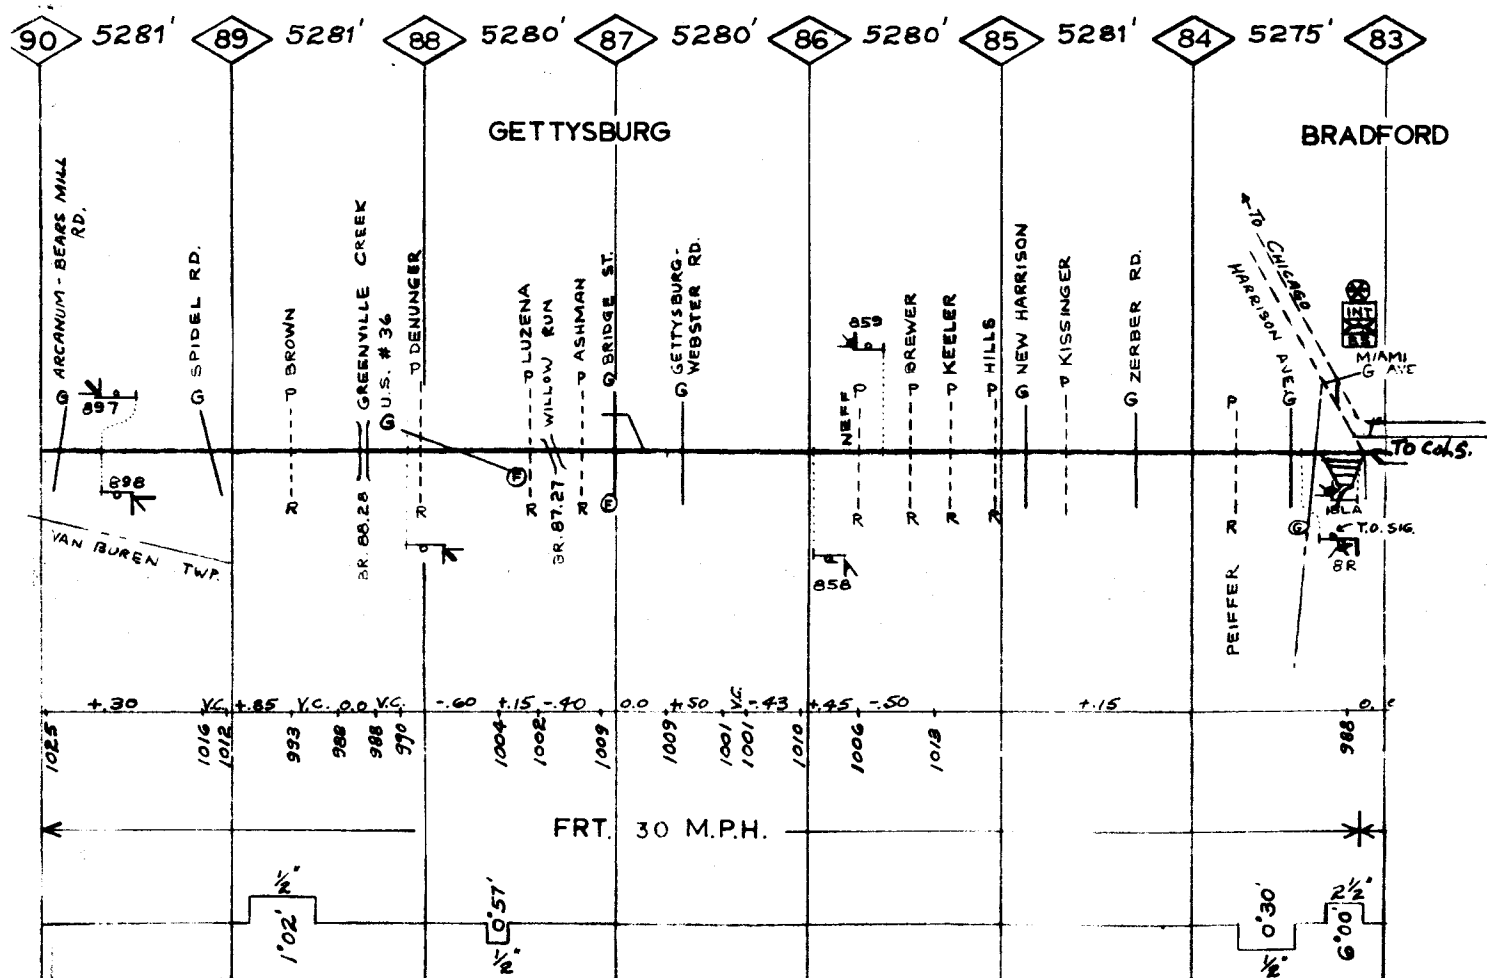 90 5281' 89 5281' 88 5280' 87 5280' 86 5280' 85 5281' 84 5275' 83
GETTYSBURG
BRADFORD
G ARCANUM - BEARS MILL RD.
G SPIDEL RD.
P BROWN
GREENVILLE CREEK
G U.S. # 36
P DENUNGER
P LUZENA
WILLOW RUN
P ASHMAN
G BRIDGE ST.
G GETTYSBURG-
WEBSTER RD.
NEFF P
859
P BREWER
P KEELER
P HILLS
G NEW HARRISON
P KISSINGER
G ZERBER RD.
P
TO CHICAGO
HARRISON AVE
G
INT
MIAMI
G AVE
TO COLS.
897
898
VAN BUREN TWP.
R
BR. 88.28
R
R
BR. 87.27
R
F
858
R
R
R
R
R
PEIFFER
G
18LA
T.O. SIG.
8R
+.30 V.C. +.85 V.C. 0.0 V.C. -.60 +.15 -.40 0.0 +.50 V.C. -.43 +.45 -.50 +.15 0.
1025 1016 1012 993 988 988 990 1004 1002 1009 1009 1001 1001 1010 1006 1013 988
FRT. 30 M.P.H.
1/2" 1°02'
0°57' 1/2"
0°30' 1/2"
2 1/2" 6°00'